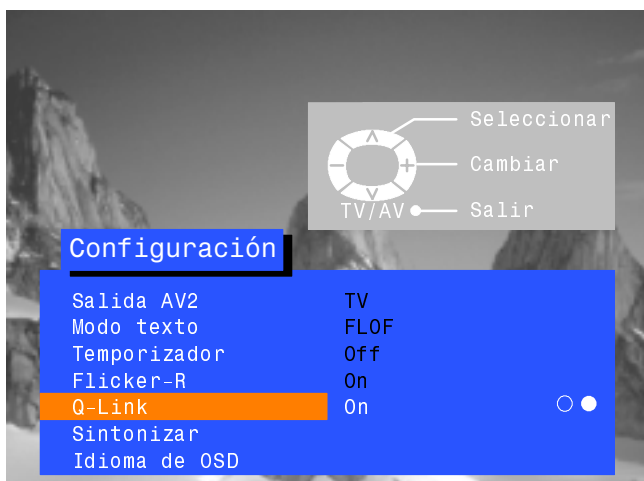 Seleccionar
Cambiar
TV/AV Salir
Configuración
Salida AV2 TV
Modo texto FLOF
Temporizador Off
Flicker-R On
Q-Link On
Sintonizar
Idioma de OSD